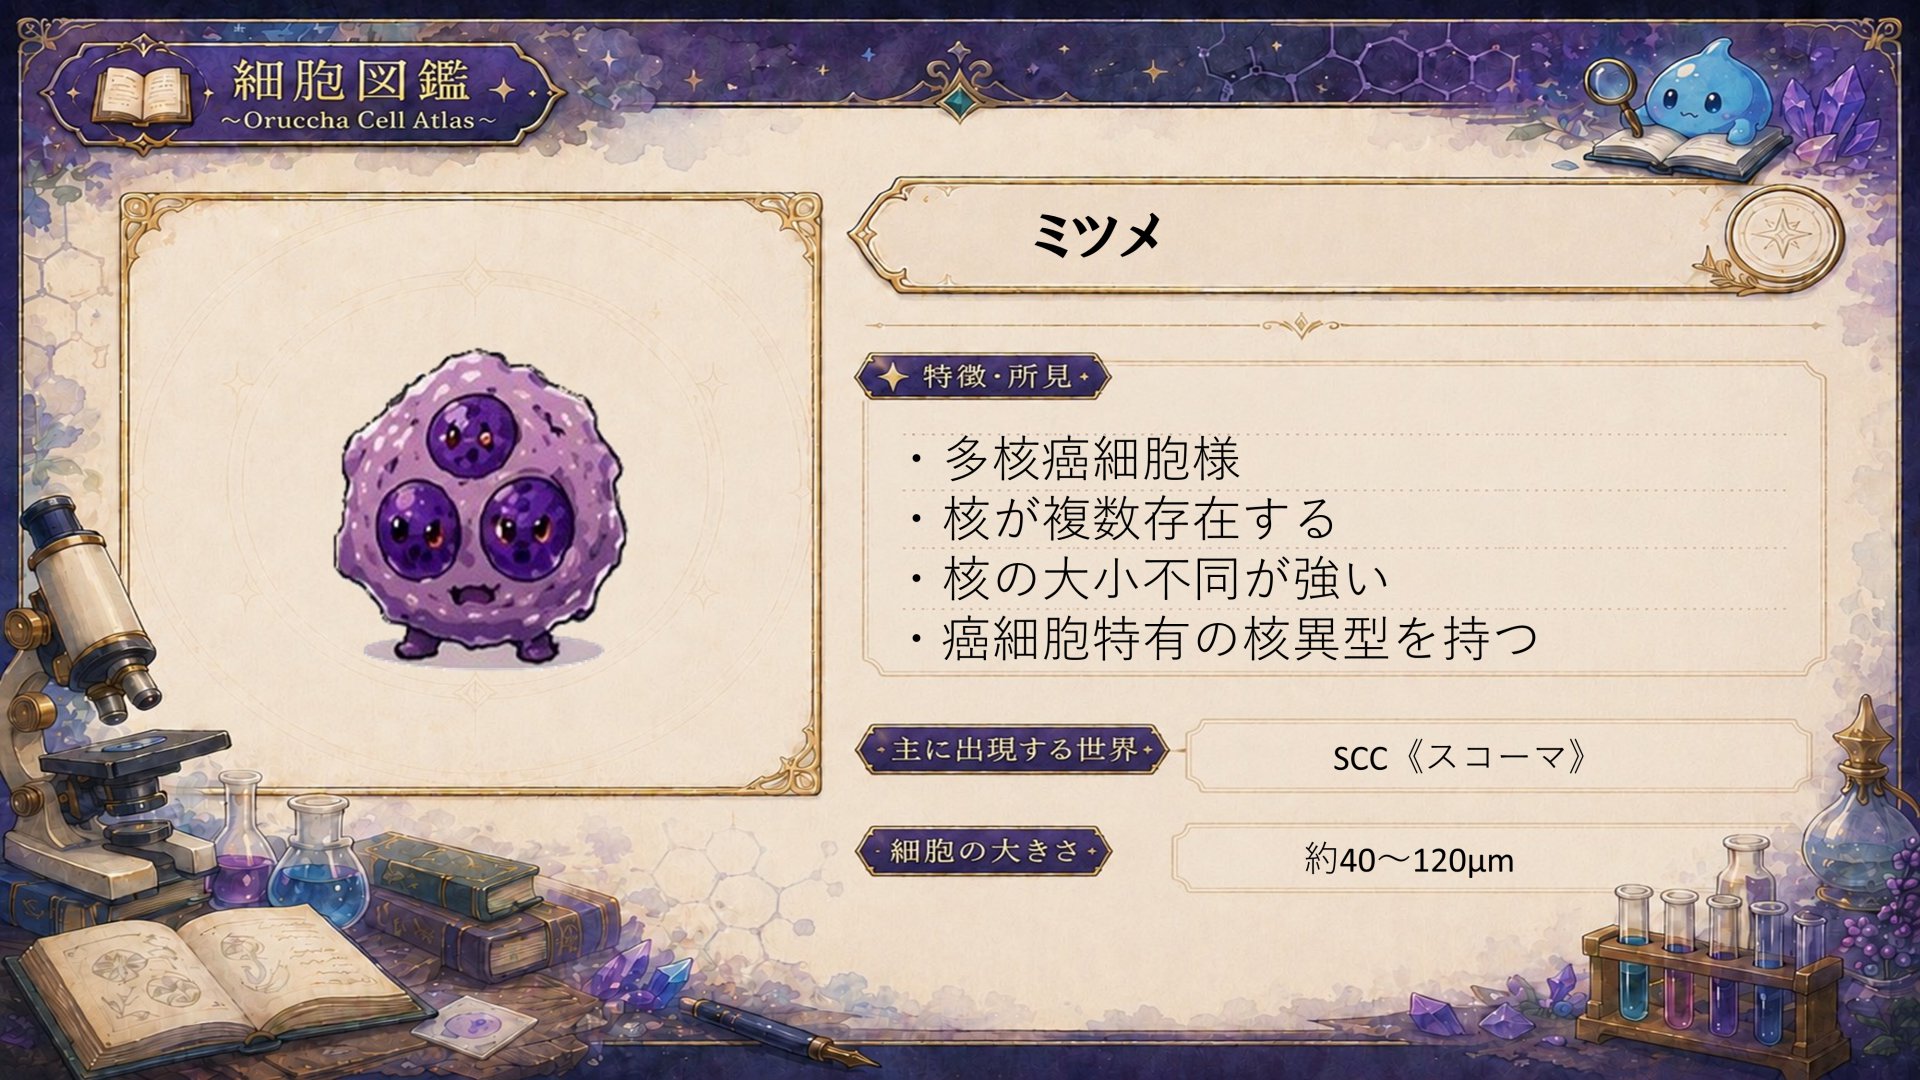 細胞図鑑
～Oruccha Cell Atlas～
ミツメ
特徴・所見
・多核癌細胞様
・核が複数存在する
・核の大小不同が強い
・癌細胞特有の核異型を持つ
主に出現する世界
SCC《スコーマ》
細胞の大きさ
約40～120μm